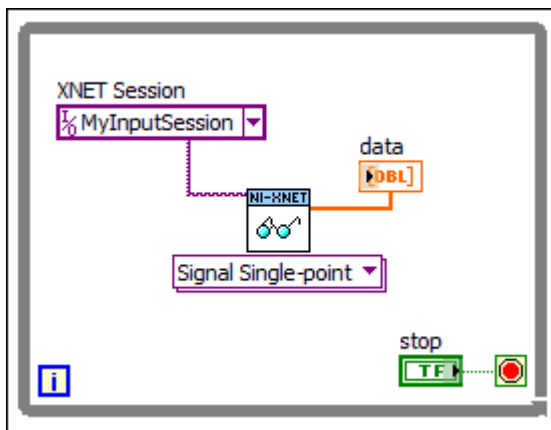 XNET Session
I/O MyInputSession
data
DBL]
NI-XNET
Signal Single-point
stop
TF
i